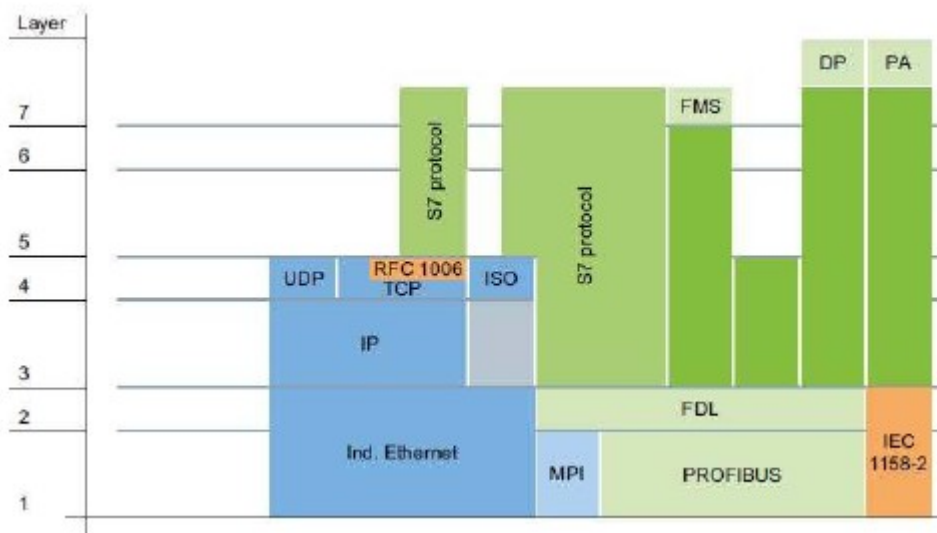 Layer
DP
PA
7
FMS
6
S7 protocol
S7 protocol
5
UDP
RFC 1006
TCP
ISO
4
IP
3
2
FDL
Ind. Ethernet
MPI
PROFIBUS
IEC
1158-2
1